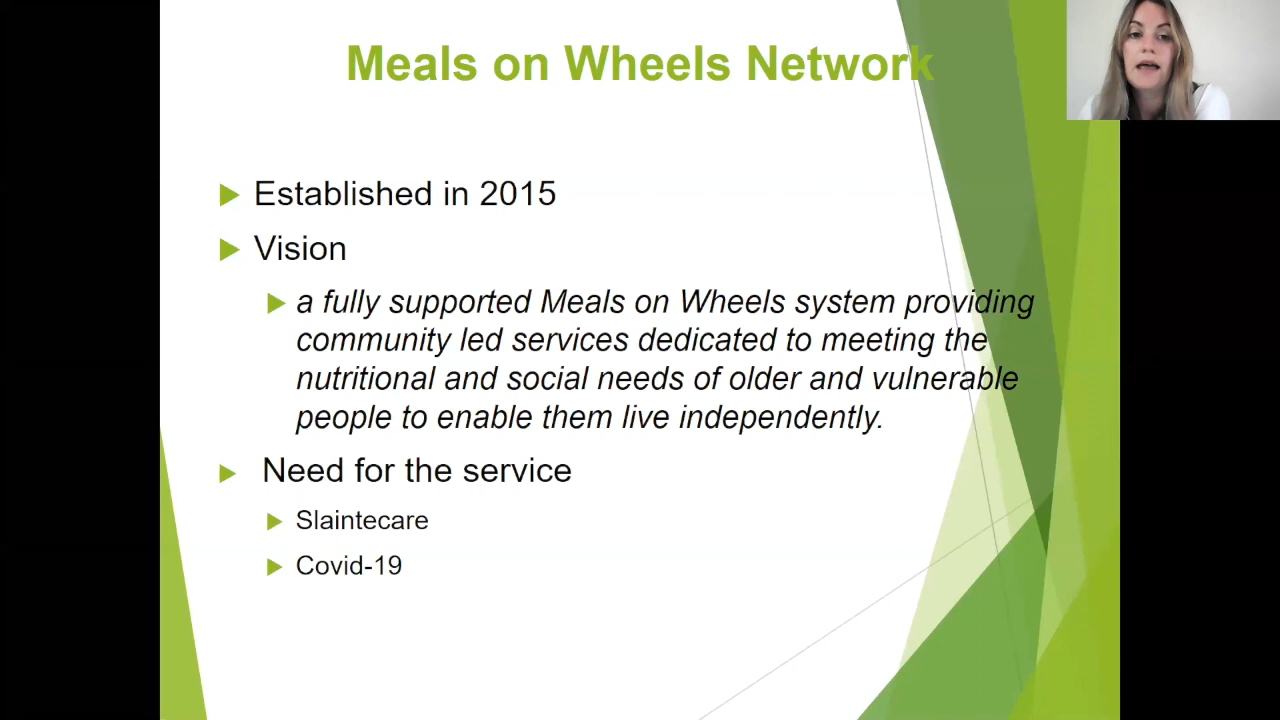 Meals on Wheels Network
Established in 2015
Vision
a fully supported Meals on Wheels system providing
community led services dedicated to meeting the
nutritional and social needs of older and vulnerable
people to enable them live independently.
Need for the service
Slaintecare
Covid-19